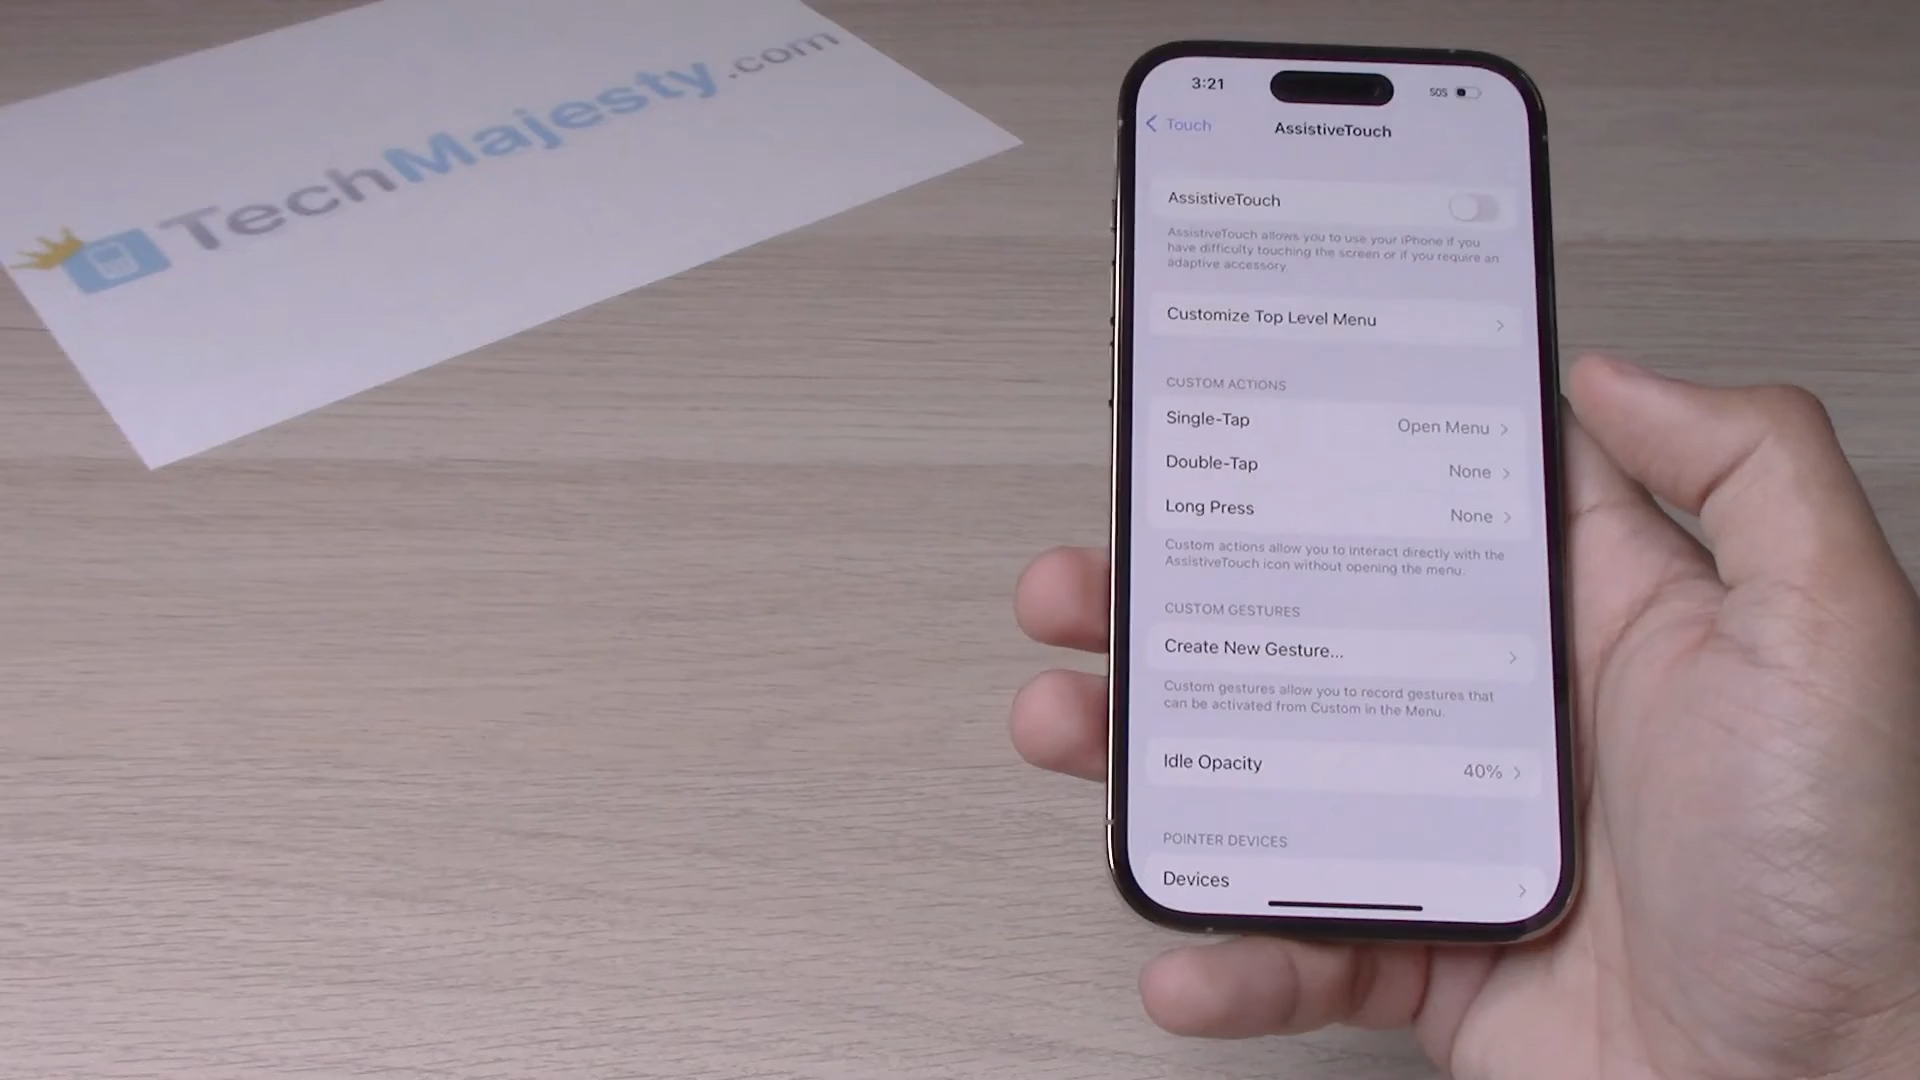 TechMajesty.com
3:21
SOS
Touch
AssistiveTouch
AssistiveTouch
AssistiveTouch allows you to use your iPhone if you
have difficulty touching the screen or if you require an
adaptive accessory.
Customize Top Level Menu
CUSTOM ACTIONS
Single-Tap Open Menu
Double-Tap None
Long Press None
Custom actions allow you to interact directly with the
AssistiveTouch icon without opening the menu.
CUSTOM GESTURES
Create New Gesture...
Custom gestures allow you to record gestures that
can be activated from Custom in the Menu.
Idle Opacity 40%
POINTER DEVICES
Devices